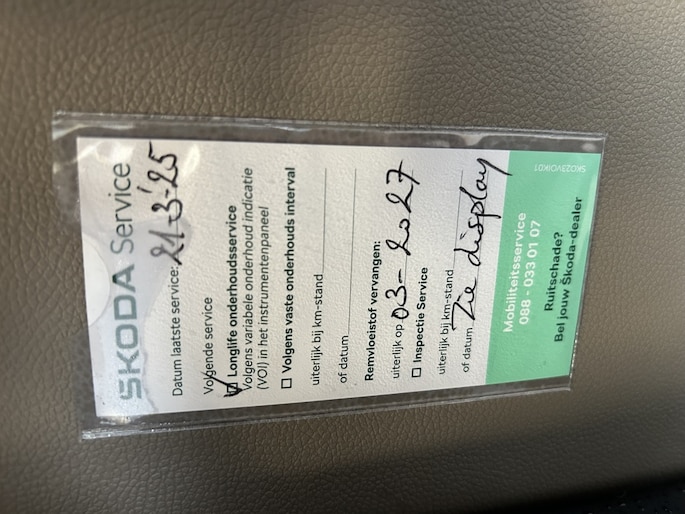 ŠKODA Service
Datum laatste service: 21-3-'25
Volgende service
Longlife onderhoudsservice
Volgens variabele onderhoud indicatie
(VOI) in het instrumentenpaneel
Volgens vaste onderhouds interval
uiterlijk bij km-stand
of datum
Remvloeistof vervangen:
uiterlijk op 03-2027
Inspectie Service
uiterlijk bij km-stand
of datum Zie display
Mobiliteitsservice
088 - 033 01 07
Ruitschade?
Bel jouw Škoda-dealer